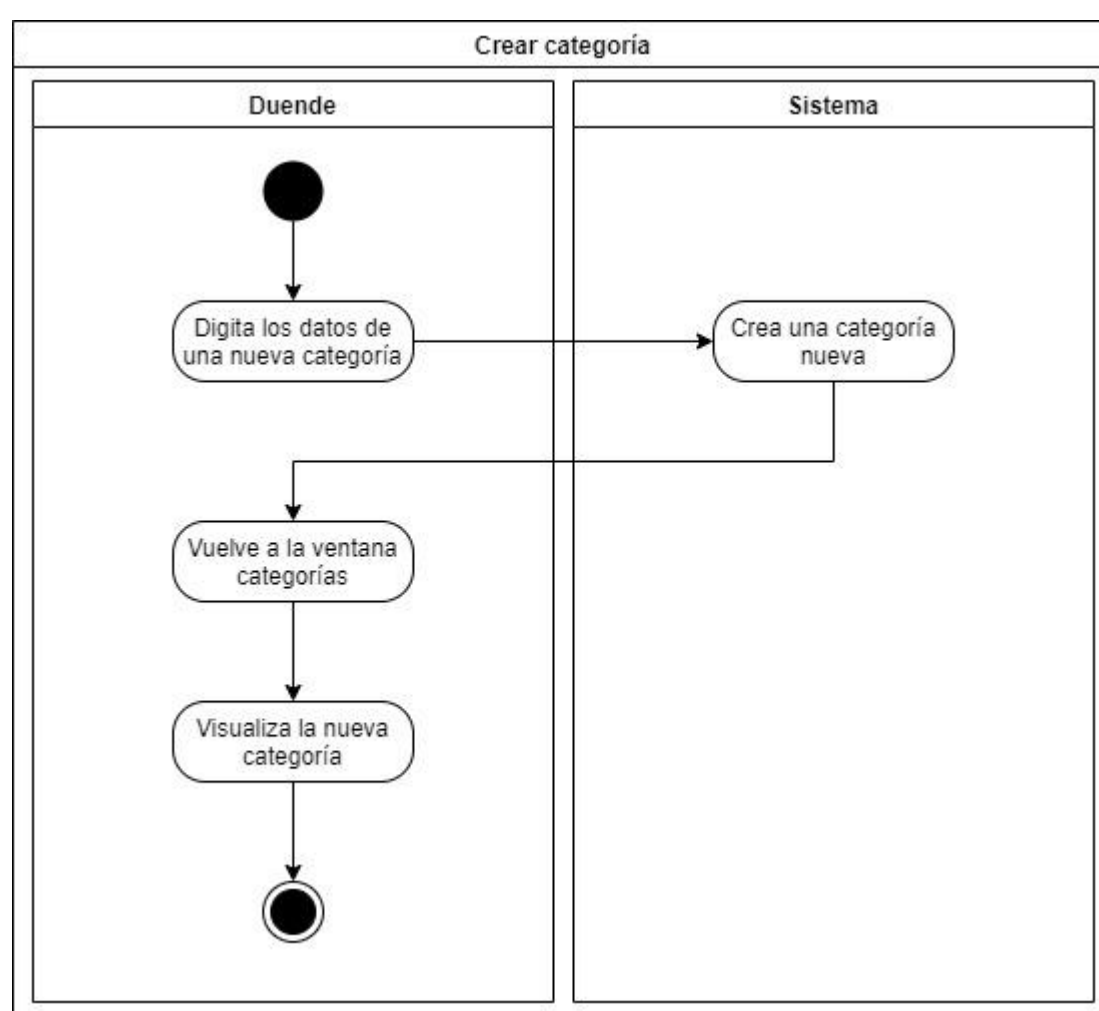 Crear categoría
Duende
Sistema
Digita los datos de
una nueva categoría
Crea una categoría
nueva
Vuelve a la ventana
categorías
Visualiza la nueva
categoría